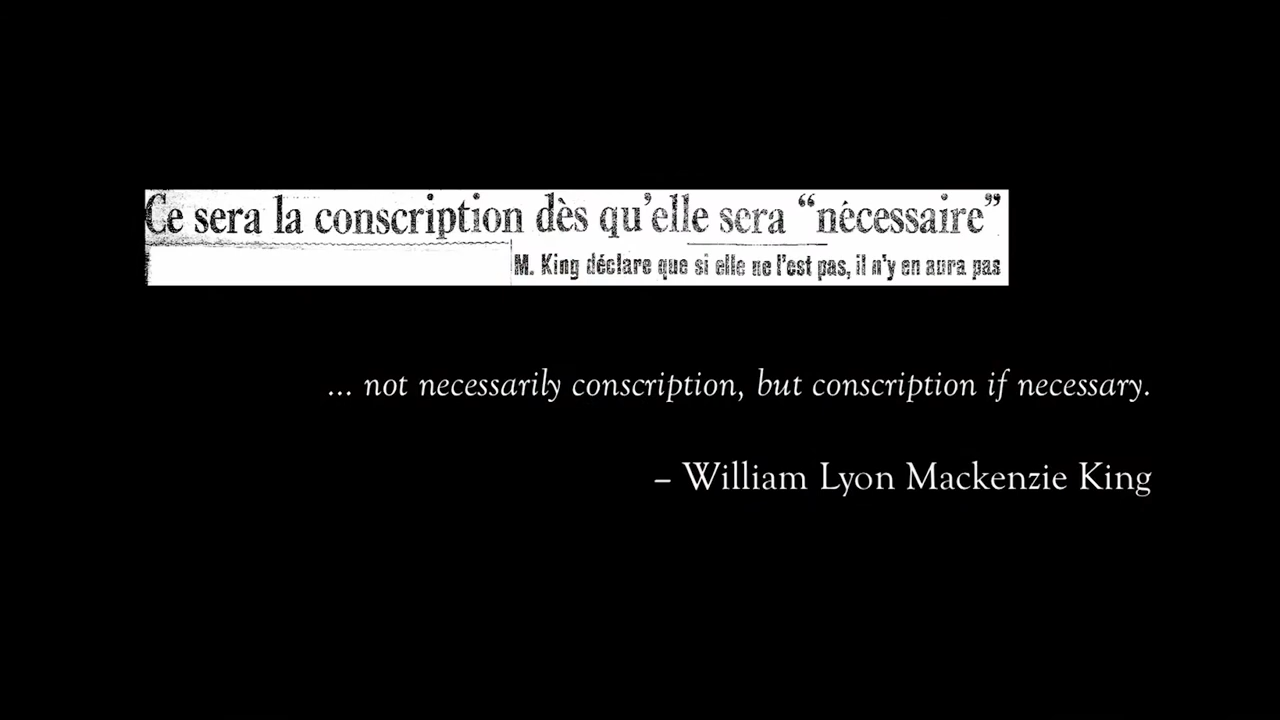 Ce sera la conscription dès qu'elle sera “nécessaire”
M. King déclare que si elle ne l'est pas, il n'y en aura pas
... not necessarily conscription, but conscription if necessary.
– William Lyon Mackenzie King